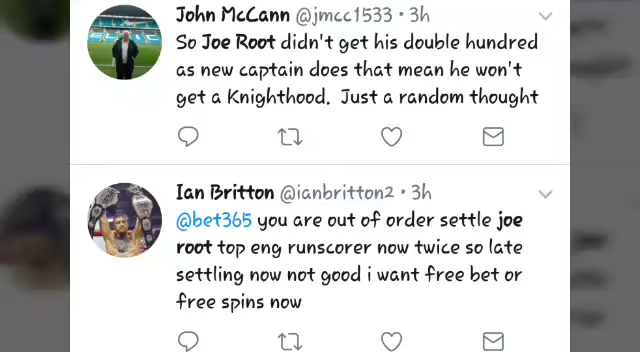 John McCann @jmcc1533 • 3h
So Joe Root didn't get his double hundred
as new captain does that mean he won't
get a Knighthood. Just a random thought
Ian Britton @ianbritton2 • 3h
@bet365 you are out of order settle joe
root top eng runscorer now twice so late
settling now not good i want free bet or
free spins now